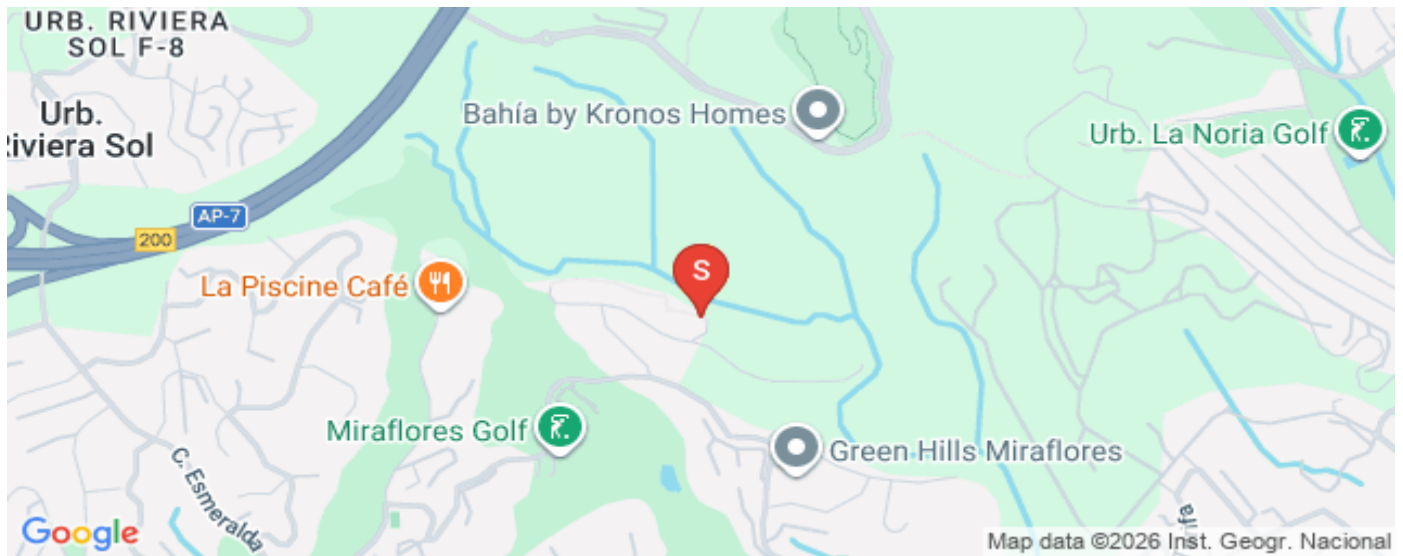 URB. RIVIERA
SOL F-8
Urb.
Riviera Sol
AP-7
200
Bahía by Kronos Homes
Urb. La Noria Golf
La Piscine Café
S
Miraflores Golf
Green Hills Miraflores
C. Esmeralda
Google
Map data ©2026 Inst. Geogr. Nacional